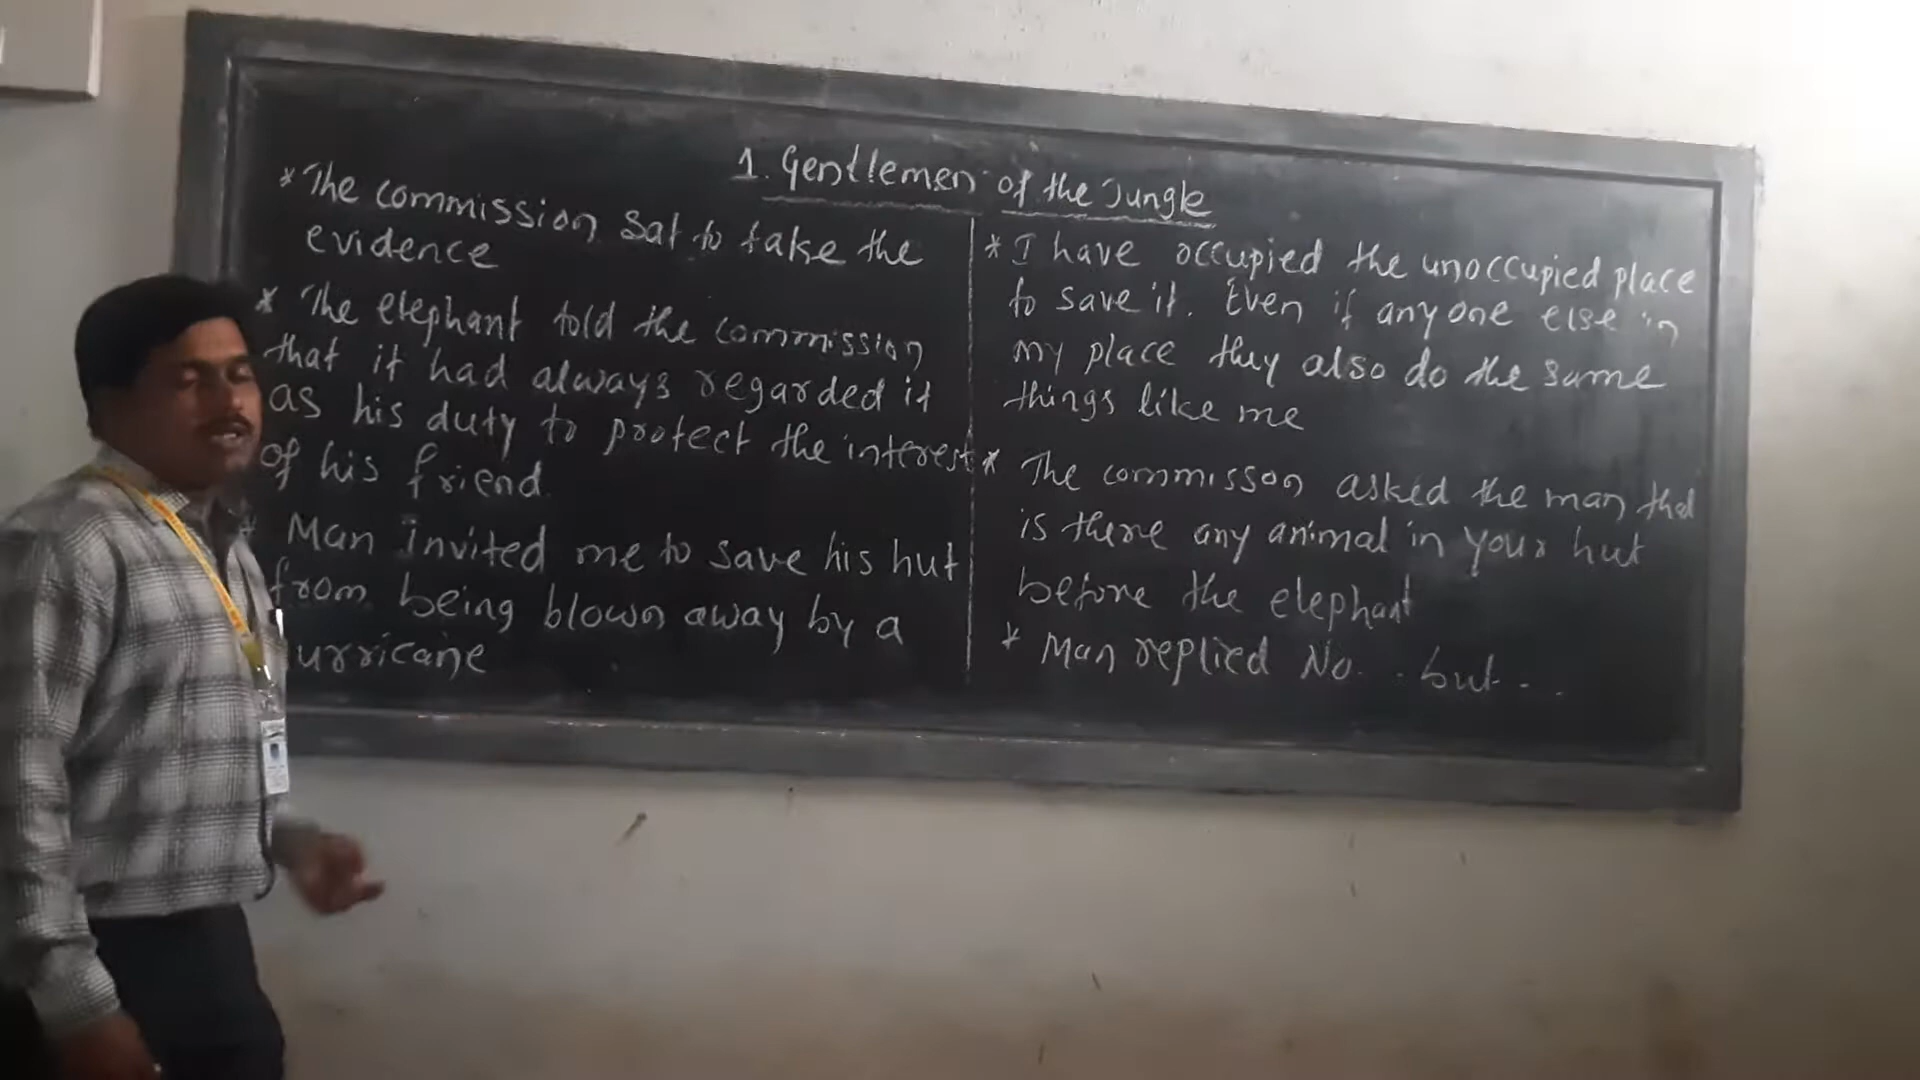 1. Gentlemen of the Jungle
* The commission sat to take the
evidence
* The elephant told the commission
that it had always regarded it
as his duty to protect the interest
of his friend.
* Man invited me to save his hut
from being blown away by a
urricane
* I have occupied the unoccupied place
to save it. Even if anyone else in
my place they also do the same
things like me
* The commisson asked the man that
is there any animal in your hut
before the elephant
* Man replied No.. but...